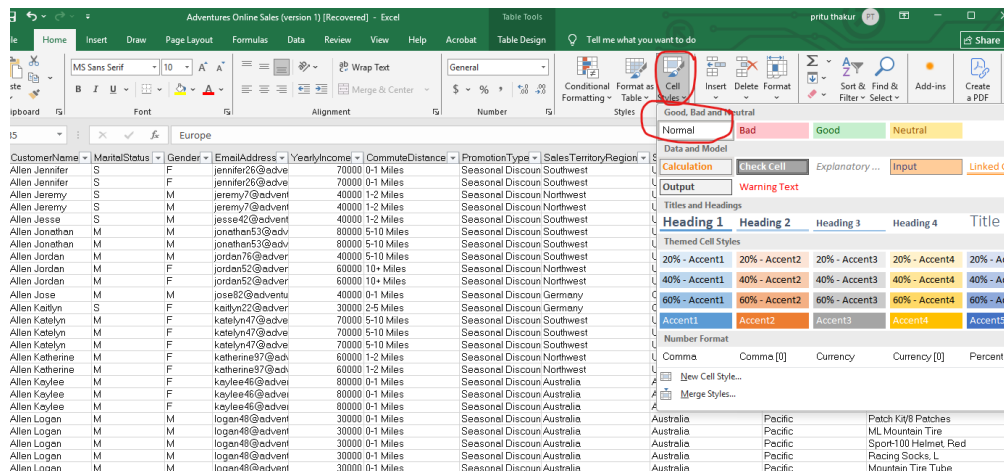 Adventures Online Sales (version 1) [Recovered] - Excel
Table Tools
pritu thakur
PT
Home Insert Draw Page Layout Formulas Data Review View Help Acrobat Table Design Tell me what you want to do Share
MS Sans Serif 10 A A Wrap Text General Conditional Formatting Format as Table Cell Styles Insert Delete Format Sort & Filter Find & Select Add-ins Create a PDF
B I U A Merge & Center $ % ,
Font Alignment Number Styles
fx Europe
Good, Bad and Neutral
Normal Bad Good Neutral
Data and Model
Calculation Check Cell Explanatory ... Input Linked
Output Warning Text
Titles and Headings
Heading 1 Heading 2 Heading 3 Heading 4 Title
Themed Cell Styles
20% - Accent1 20% - Accent2 20% - Accent3 20% - Accent4
40% - Accent1 40% - Accent2 40% - Accent3 40% - Accent4
60% - Accent1 60% - Accent2 60% - Accent3 60% - Accent4
Accent1 Accent2 Accent3 Accent4 Accent5
Number Format
Comma Comma [0] Currency Currency [0] Percent
New Cell Style...
Merge Styles...
CustomerName MaritalStatus Gender EmailAddress YearlyIncome CommuteDistance PromotionType SalesTerritoryRegion
Allen Jennifer S F jennifer26@adve 70000 0-1 Miles Seasonal Discoun Southwest
Allen Jennifer S F jennifer26@adve 70000 0-1 Miles Seasonal Discoun Southwest
Allen Jeremy S M jeremy7@advent 40000 1-2 Miles Seasonal Discoun Northwest
Allen Jeremy S M jeremy7@advent 40000 1-2 Miles Seasonal Discoun Northwest
Allen Jesse S M jesse42@advent 40000 1-2 Miles Seasonal Discoun Southwest
Allen Jonathan M M jonathan53@adv 80000 5-10 Miles Seasonal Discoun Southwest
Allen Jonathan M M jonathan53@adv 80000 5-10 Miles Seasonal Discoun Southwest
Allen Jordan M M jordan76@adver 40000 5-10 Miles Seasonal Discoun Southwest
Allen Jordan M F jordan52@adver 60000 10+ Miles Seasonal Discoun Northwest
Allen Jordan M F jordan52@adver 60000 10+ Miles Seasonal Discoun Northwest
Allen Jose M M jose82@adventu 40000 0-1 Miles Seasonal Discoun Germany
Allen Kaitlyn S F kaitlyn22@adver 70000 2-5 Miles Seasonal Discoun Germany
Allen Katelyn M F katelyn47@adve 70000 5-10 Miles Seasonal Discoun Southwest
Allen Katelyn M F katelyn47@adve 70000 5-10 Miles Seasonal Discoun Southwest
Allen Katelyn M F katelyn47@adve 70000 5-10 Miles Seasonal Discoun Southwest
Allen Katherine M F katherine97@adv 60000 1-2 Miles Seasonal Discoun Northwest
Allen Katherine M F katherine97@adv 60000 1-2 Miles Seasonal Discoun Northwest
Allen Kaylee M F kaylee46@adver 80000 0-1 Miles Seasonal Discoun Australia
Allen Kaylee M F kaylee46@adver 80000 0-1 Miles Seasonal Discoun Australia
Allen Kaylee M F kaylee46@adver 80000 0-1 Miles Seasonal Discoun Australia
Allen Logan M M logan48@advent 30000 0-1 Miles Seasonal Discoun Australia Australia Pacific Patch Kit/8 Patches
Allen Logan M M logan48@advent 30000 0-1 Miles Seasonal Discoun Australia Australia Pacific ML Mountain Tire
Allen Logan M M logan48@advent 30000 0-1 Miles Seasonal Discoun Australia Australia Pacific Sport-100 Helmet, Red
Allen Logan M M logan48@advent 30000 0-1 Miles Seasonal Discoun Australia Australia Pacific Racing Socks, L
Allen Logan M M logan48@advent 30000 0-1 Miles Seasonal Discoun Australia Australia Pacific Mountain Tire Tube